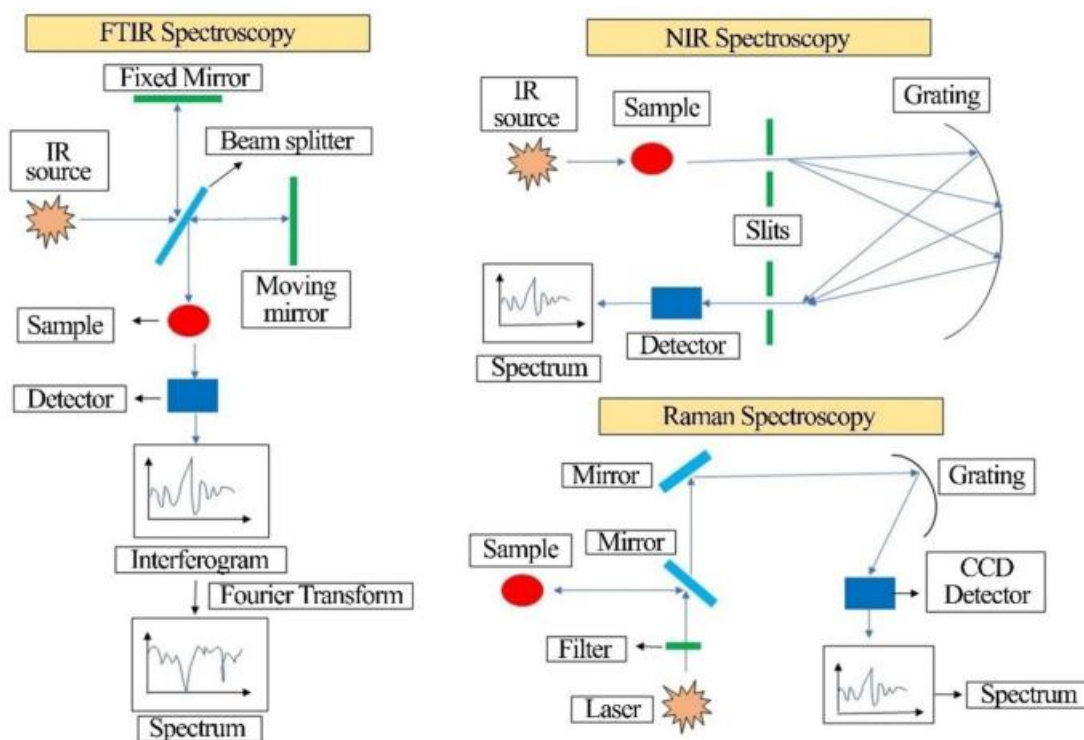 FTIR Spectroscopy
Fixed Mirror
Beam splitter
IR
source
Moving
mirror
Sample
Detector
Interferogram
Fourier Transform
Spectrum
NIR Spectroscopy
IR
source
Sample
Grating
Slits
Detector
Spectrum
Raman Spectroscopy
Mirror
Grating
Sample
Mirror
CCD
Detector
Filter
Laser
Spectrum